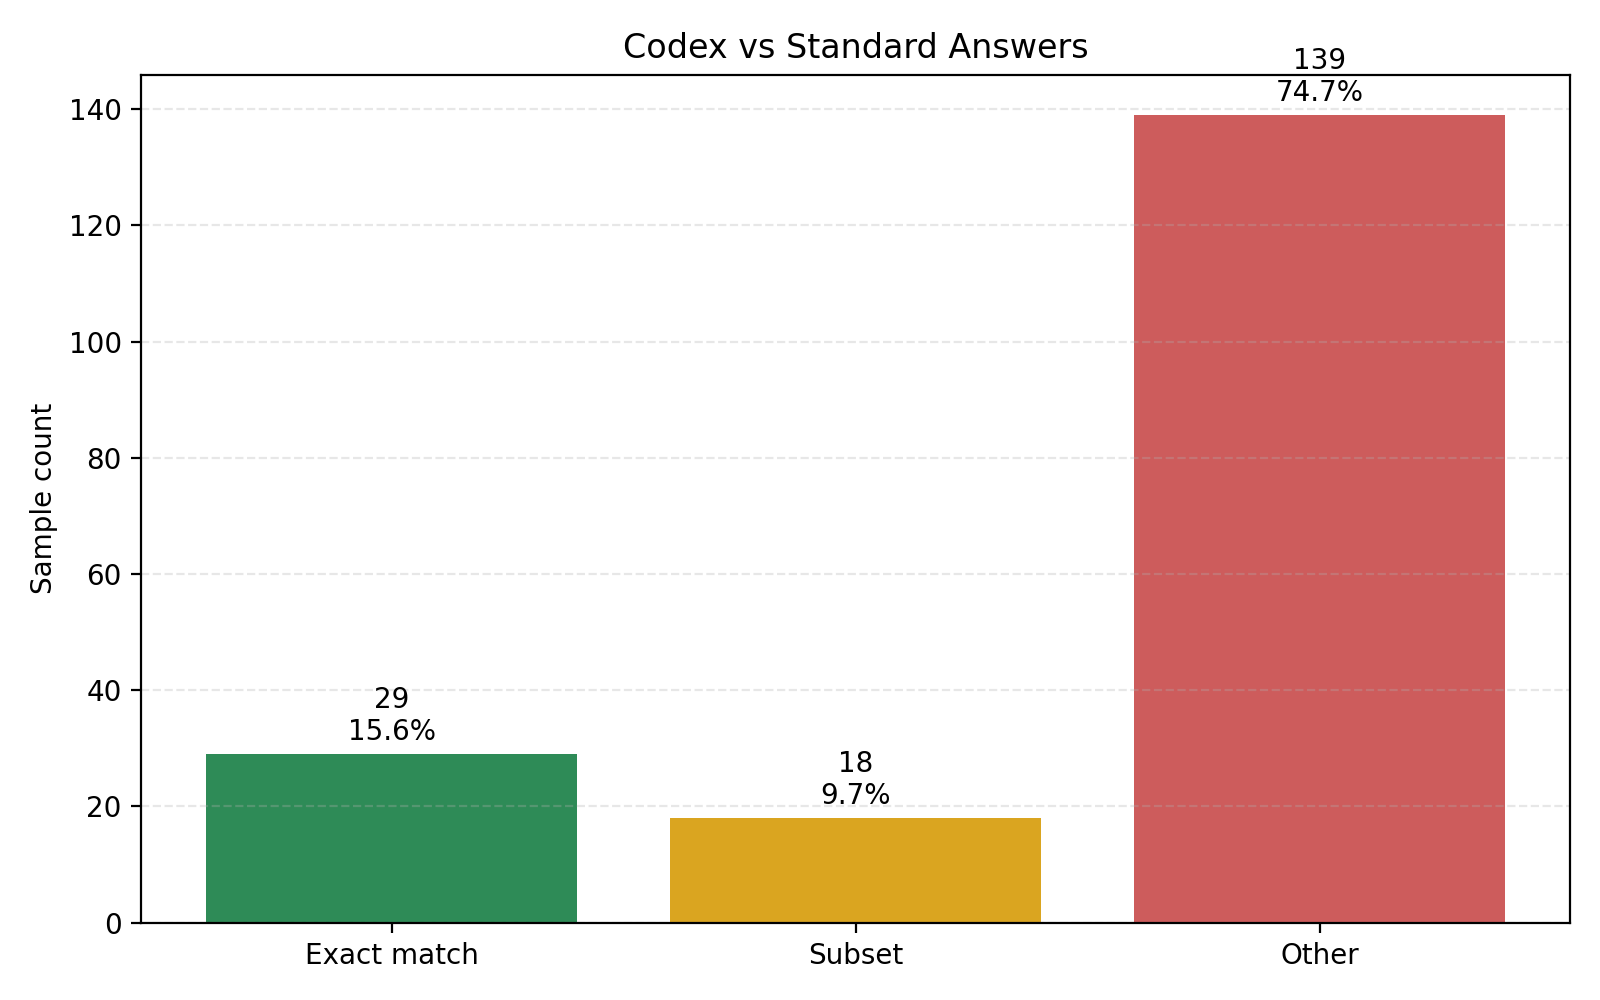 Codex vs Standard Answers
139
74.7%
140
120
100
80
60
40
20
0
Sample count
29
15.6%
18
9.7%
Exact match
Subset
Other